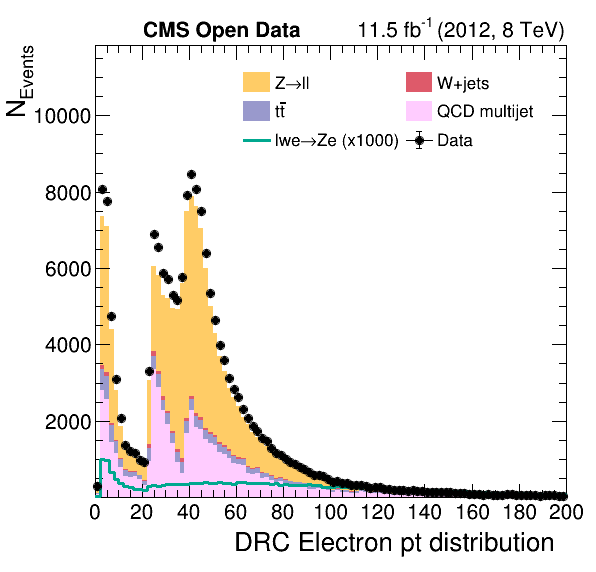 CMS Open Data
11.5 fb⁻¹ (2012, 8 TeV)
N_Events
Z→ll
W+jets
tt̄
QCD multijet
lwe→Ze (x1000)
Data
10000
8000
6000
4000
2000
0 20 40 60 80 100 120 140 160 180 200
DRC Electron pt distribution